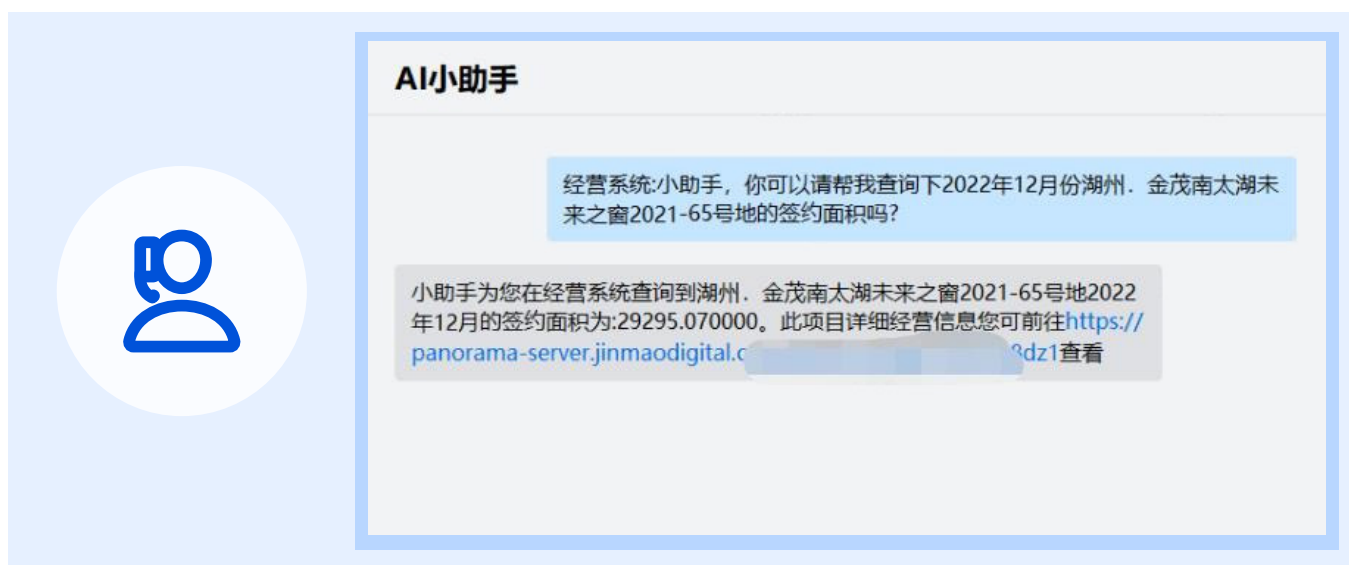 AI小助手
经营系统:小助手，你可以请帮我查询下2022年12月份湖州．金茂南太湖未
来之窗2021-65号地的签约面积吗?
小助手为您在经营系统查询到湖州．金茂南太湖未来之窗2021-65号地2022
年12月的签约面积为:29295.070000。此项目详细经营信息您可前往https://
panorama-server.jinmaodigital.c dz1查看